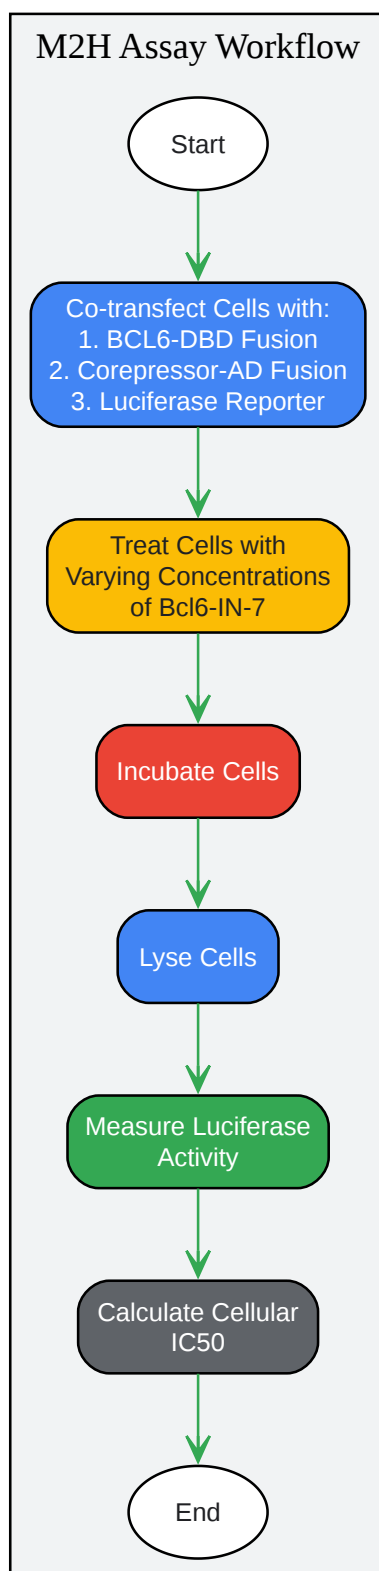 M2H Assay Workflow
Start
Co-transfect Cells with:
1. BCL6-DBD Fusion
2. Corepressor-AD Fusion
3. Luciferase Reporter
Treat Cells with
Varying Concentrations
of Bcl6-IN-7
Incubate Cells
Lyse Cells
Measure Luciferase
Activity
Calculate Cellular
IC50
End